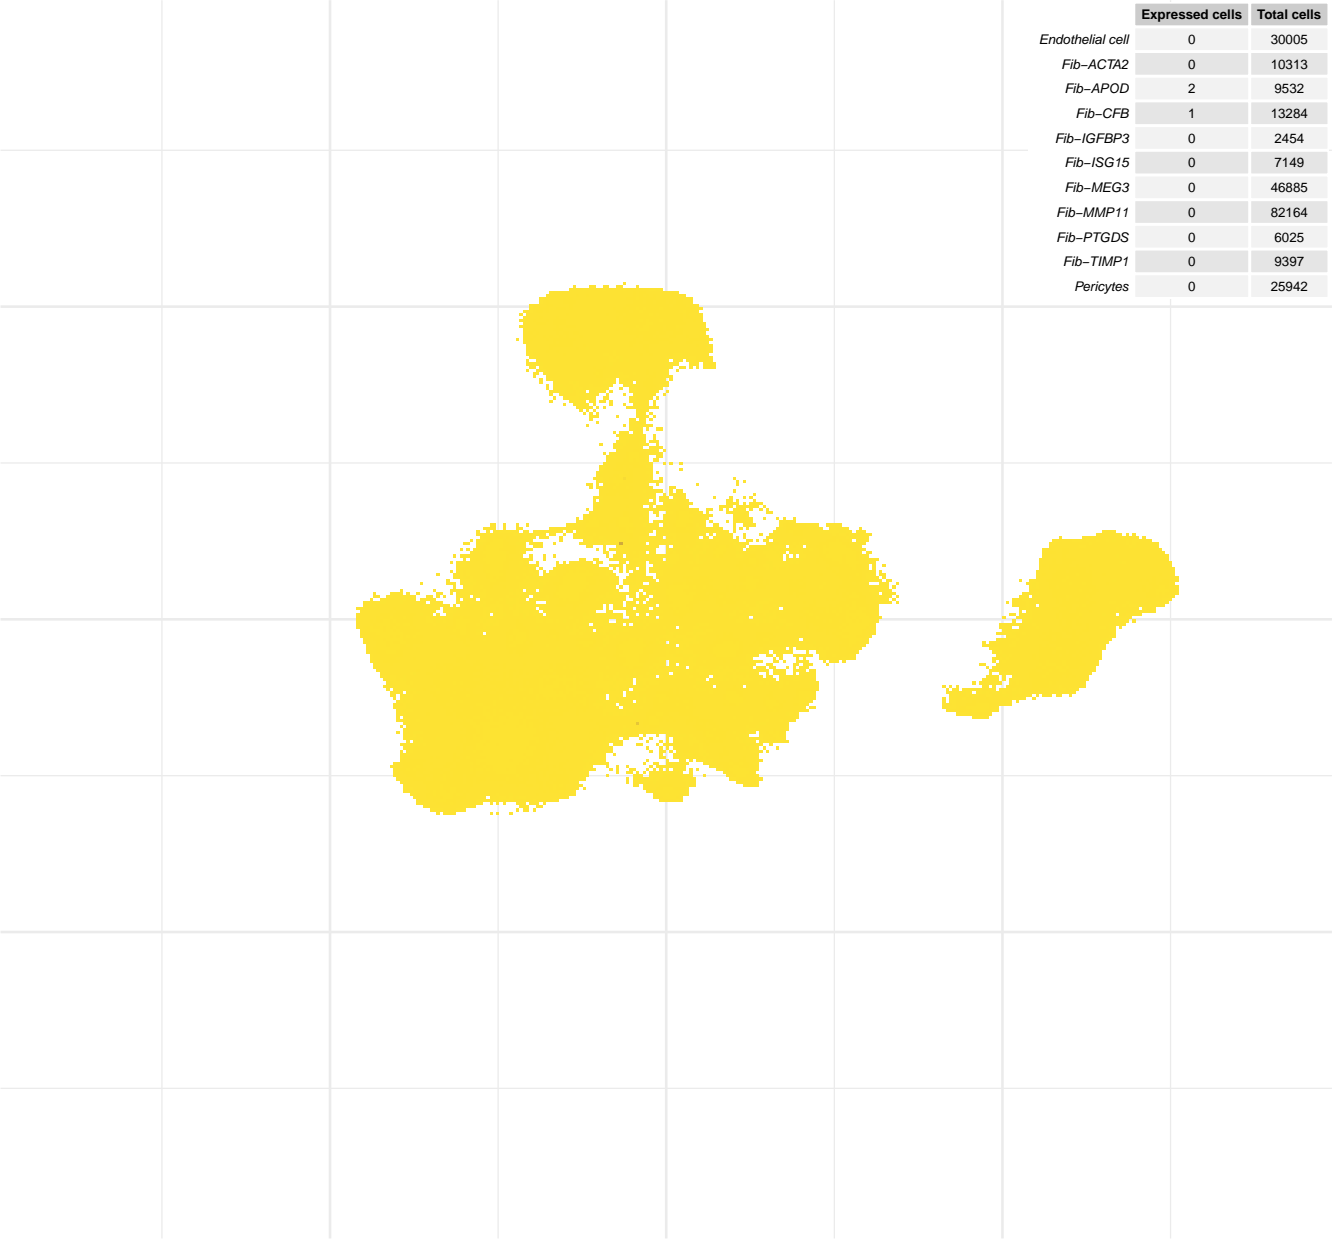 Expressed cells Total cells
Endothelial cell 0 30005
Fib−ACTA2 0 10313
Fib−APOD 2 9532
Fib−CFB 1 13284
Fib−IGFBP3 0 2454
Fib−ISG15 0 7149
Fib−MEG3 0 46885
Fib−MMP11 0 82164
Fib−PTGDS 0 6025
Fib−TIMP1 0 9397
Pericytes 0 25942